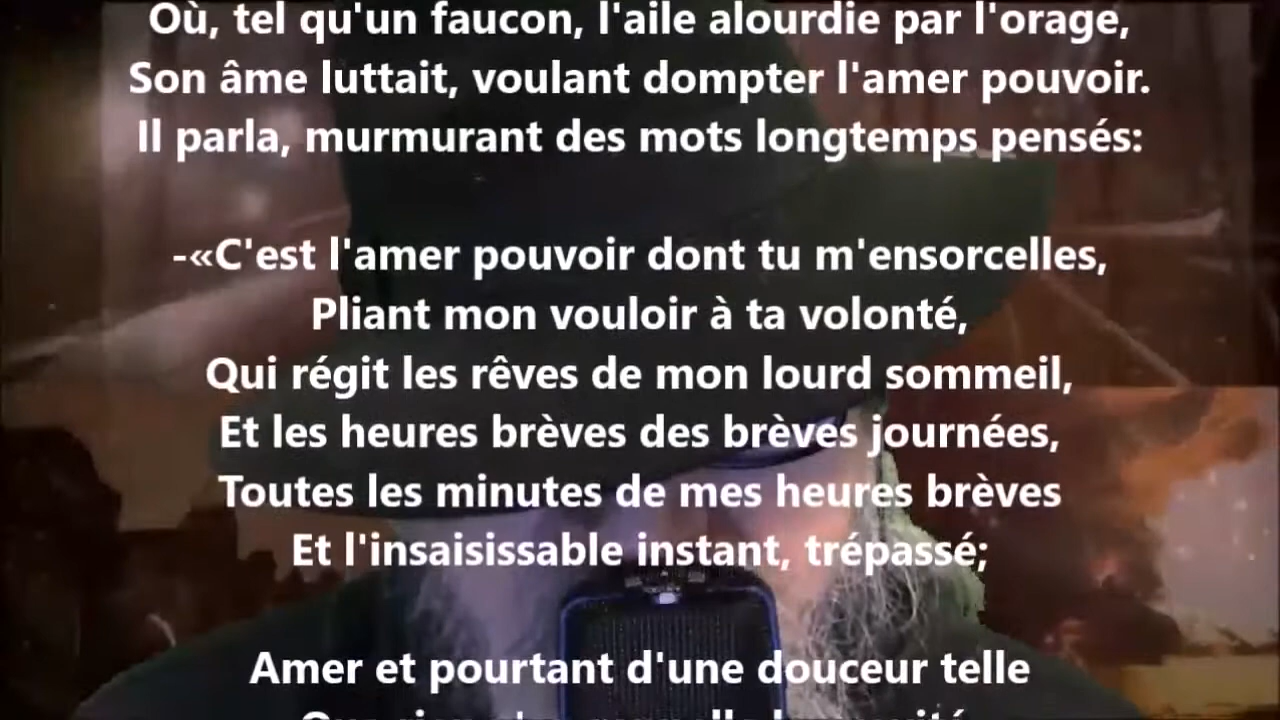 Où, tel qu'un faucon, l'aile alourdie par l'orage,
Son âme luttait, voulant dompter l'amer pouvoir.
Il parla, murmurant des mots longtemps pensés:
-«C'est l'amer pouvoir dont tu m'ensorcelles,
Pliant mon vouloir à ta volonté,
Qui régit les rêves de mon lourd sommeil,
Et les heures brèves des brèves journées,
Toutes les minutes de mes heures brèves
Et l'insaisissable instant, trépassé;
Amer et pourtant d'une douceur telle